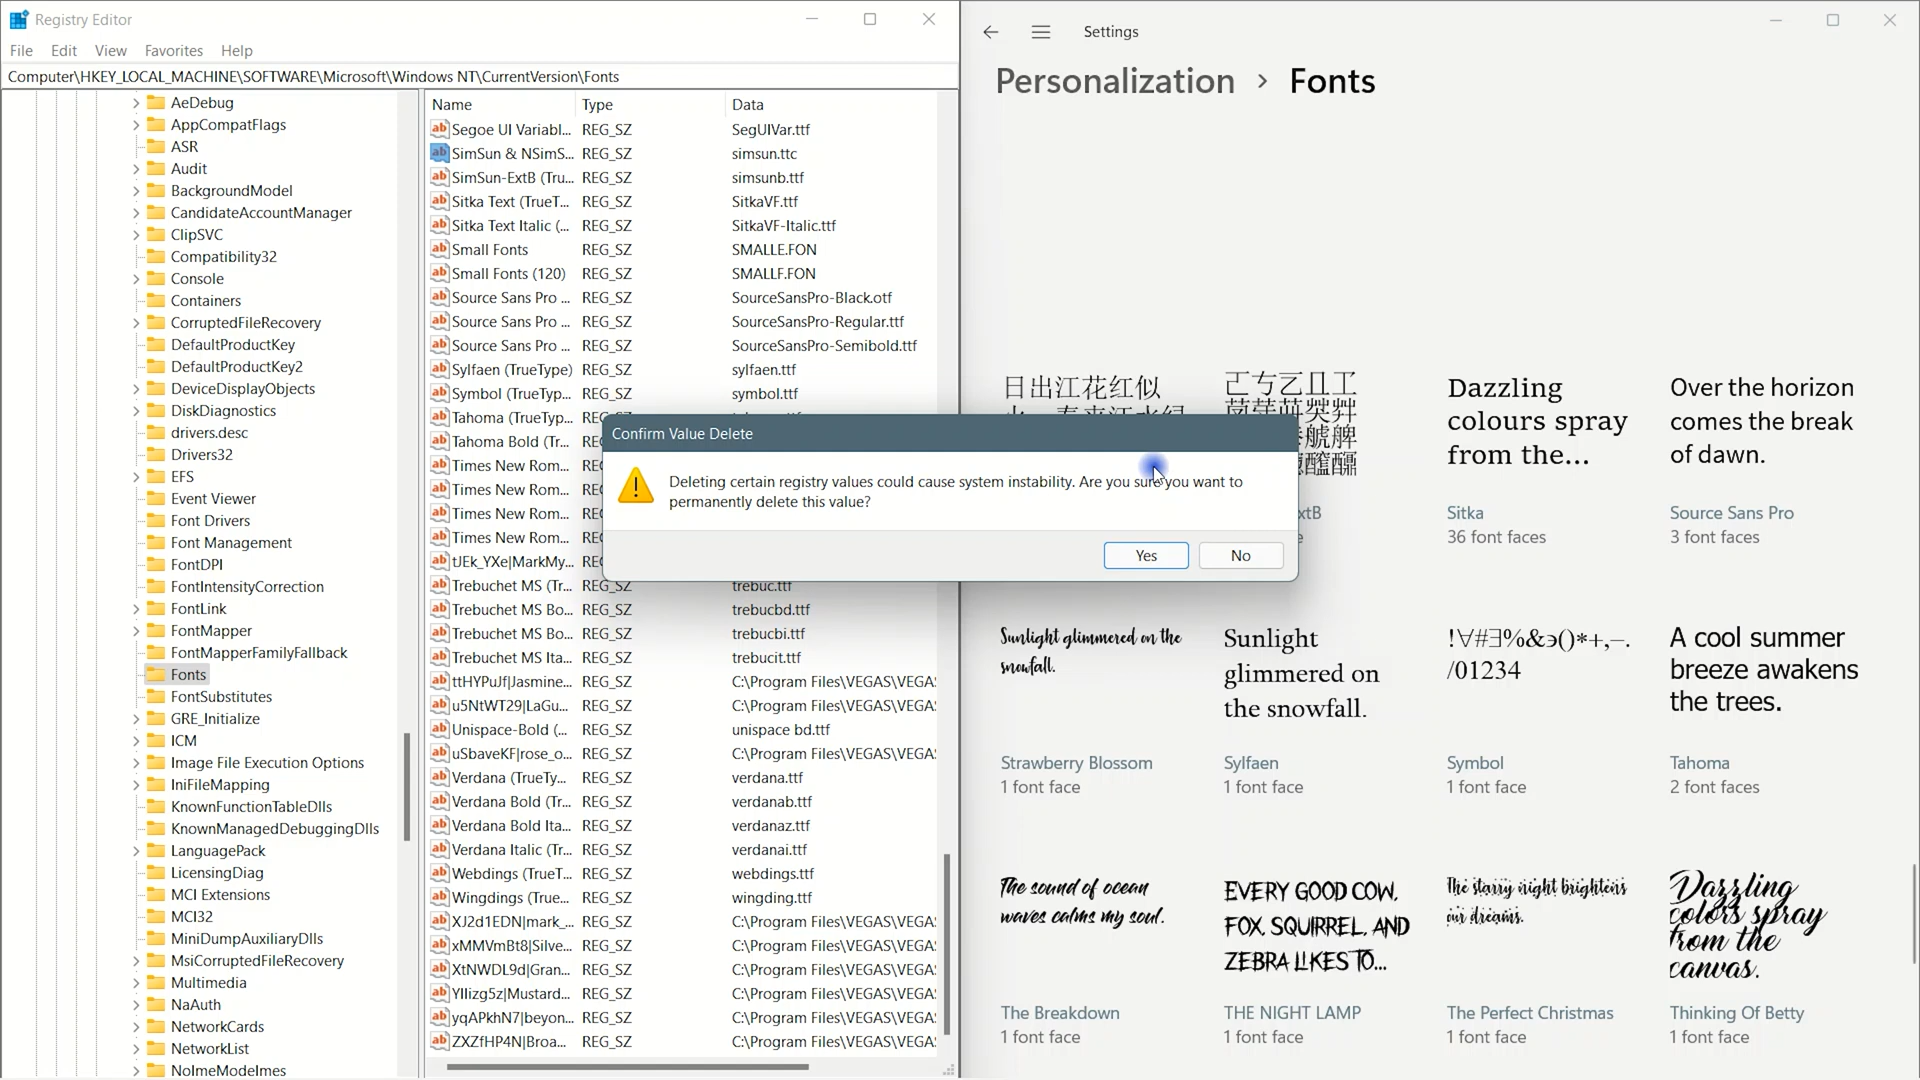 Registry Editor
File Edit View Favorites Help
Computer\HKEY_LOCAL_MACHINE\SOFTWARE\Microsoft\Windows NT\CurrentVersion\Fonts
AeDebug
AppCompatFlags
ASR
Audit
BackgroundModel
CandidateAccountManager
ClipSVC
Compatibility32
Console
Containers
CorruptedFileRecovery
DefaultProductKey
DefaultProductKey2
DeviceDisplayObjects
DiskDiagnostics
drivers.desc
Drivers32
EFS
Event Viewer
Font Drivers
Font Management
FontDPI
FontIntensityCorrection
FontLink
FontMapper
FontMapperFamilyFallback
Fonts
FontSubstitutes
GRE_Initialize
ICM
Image File Execution Options
IniFileMapping
KnownFunctionTableDlls
KnownManagedDebuggingDlls
LanguagePack
LicensingDiag
MCI Extensions
MCI32
MiniDumpAuxiliaryDlls
MsiCorruptedFileRecovery
Multimedia
NaAuth
NetworkCards
NetworkList
NoImeModeImes
Name Type Data
Segoe UI Variabl... REG_SZ SegUIVar.ttf
SimSun & NSimS... REG_SZ simsun.ttc
SimSun-ExtB (Tru... REG_SZ simsunb.ttf
Sitka Text (TrueT... REG_SZ SitkaVF.ttf
Sitka Text Italic (... REG_SZ SitkaVF-Italic.ttf
Small Fonts REG_SZ SMALLE.FON
Small Fonts (120) REG_SZ SMALLF.FON
Source Sans Pro ... REG_SZ SourceSansPro-Black.otf
Source Sans Pro ... REG_SZ SourceSansPro-Regular.ttf
Source Sans Pro ... REG_SZ SourceSansPro-Semibold.ttf
Sylfaen (TrueType) REG_SZ sylfaen.ttf
Symbol (TrueTyp... REG_SZ symbol.ttf
Tahoma (TrueTyp...
Tahoma Bold (Tr...
Times New Rom...
Times New Rom...
Times New Rom...
Times New Rom...
tJEk_YXe|MarkMy...
Trebuchet MS (Tr... REG_SZ trebuc.ttf
Trebuchet MS Bo... REG_SZ trebucbd.ttf
Trebuchet MS Bo... REG_SZ trebucbi.ttf
Trebuchet MS Ita... REG_SZ trebucit.ttf
ttHYPuJf|Jasmine... REG_SZ C:\Program Files\VEGAS\VEGA
u5NtWT29|LaGu... REG_SZ C:\Program Files\VEGAS\VEGA
Unispace-Bold (... REG_SZ unispace bd.ttf
uSbaveKF|rose_o... REG_SZ C:\Program Files\VEGAS\VEGA
Verdana (TrueTy... REG_SZ verdana.ttf
Verdana Bold (Tr... REG_SZ verdanab.ttf
Verdana Bold Ita... REG_SZ verdanaz.ttf
Verdana Italic (Tr... REG_SZ verdanai.ttf
Webdings (TrueT... REG_SZ webdings.ttf
Wingdings (True... REG_SZ wingding.ttf
XJ2d1EDN|mark_... REG_SZ C:\Program Files\VEGAS\VEGA
xMMVmBt8|Silve... REG_SZ C:\Program Files\VEGAS\VEGA
XtNWDL9d|Gran... REG_SZ C:\Program Files\VEGAS\VEGA
YIlizg5z|Mustard... REG_SZ C:\Program Files\VEGAS\VEGA
yqAPkhN7|beyon... REG_SZ C:\Program Files\VEGAS\VEGA
ZXZfHP4N|Broa... REG_SZ C:\Program Files\VEGAS\VEGA
Confirm Value Delete
Deleting certain registry values could cause system instability. Are you sure you want to
permanently delete this value?
Yes No
Settings
Personalization > Fonts
日出江花红似
Dazzling
colours spray
from the...
Sitka
36 font faces
Over the horizon
comes the break
of dawn.
Source Sans Pro
3 font faces
Sunlight glimmered on the
snowfall.
Strawberry Blossom
1 font face
Sunlight
glimmered on
the snowfall.
Sylfaen
1 font face
!∀#∃%&∍()*+,−.
/01234
Symbol
1 font face
A cool summer
breeze awakens
the trees.
Tahoma
2 font faces
The sound of ocean
waves calms my soul.
The Breakdown
1 font face
EVERY GOOD COW,
FOX, SQUIRREL, AND
ZEBRA LIKES TO...
THE NIGHT LAMP
1 font face
The starry night brightens
our dreams.
The Perfect Christmas
1 font face
Dazzling
colors spray
from the
canvas.
Thinking Of Betty
1 font face